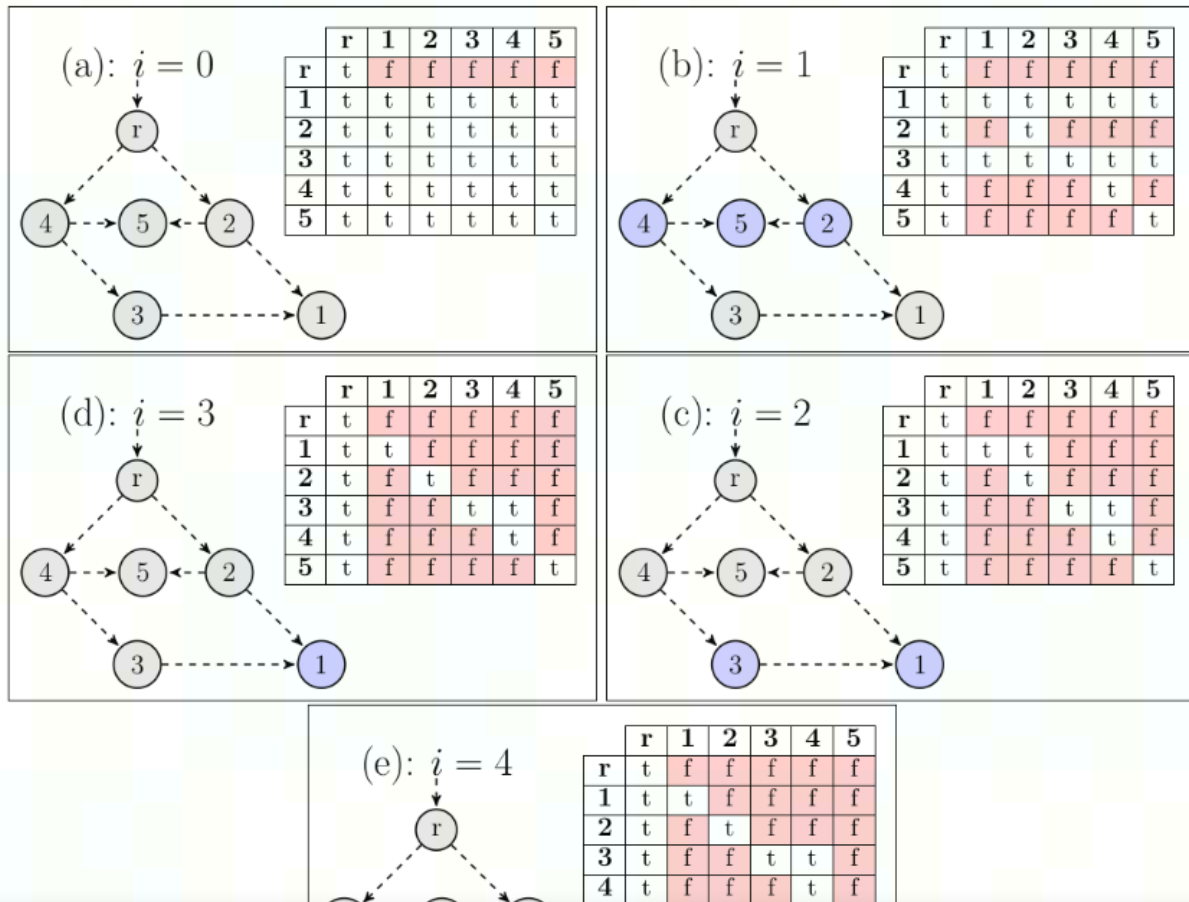 (a): i = 0
r 1 2 3 4 5
r t f f f f f
1 t t t t t t
2 t t t t t t
3 t t t t t t
4 t t t t t t
5 t t t t t t
r
4 5 2
3 1
(b): i = 1
r 1 2 3 4 5
r t f f f f f
1 t t t t t t
2 t f t f f f
3 t t t t t t
4 t f f f t f
5 t f f f f t
r
4 5 2
3 1
(d): i = 3
r 1 2 3 4 5
r t f f f f f
1 t t f f f f
2 t f t f f f
3 t f f t t f
4 t f f f t f
5 t f f f f t
r
4 5 2
3 1
(c): i = 2
r 1 2 3 4 5
r t f f f f f
1 t t t f f f
2 t f t f f f
3 t f f t t f
4 t f f f t f
5 t f f f f t
r
4 5 2
3 1
(e): i = 4
r 1 2 3 4 5
r t f f f f f
1 t t f f f f
2 t f t f f f
3 t f f t t f
4 t f f f t f
r